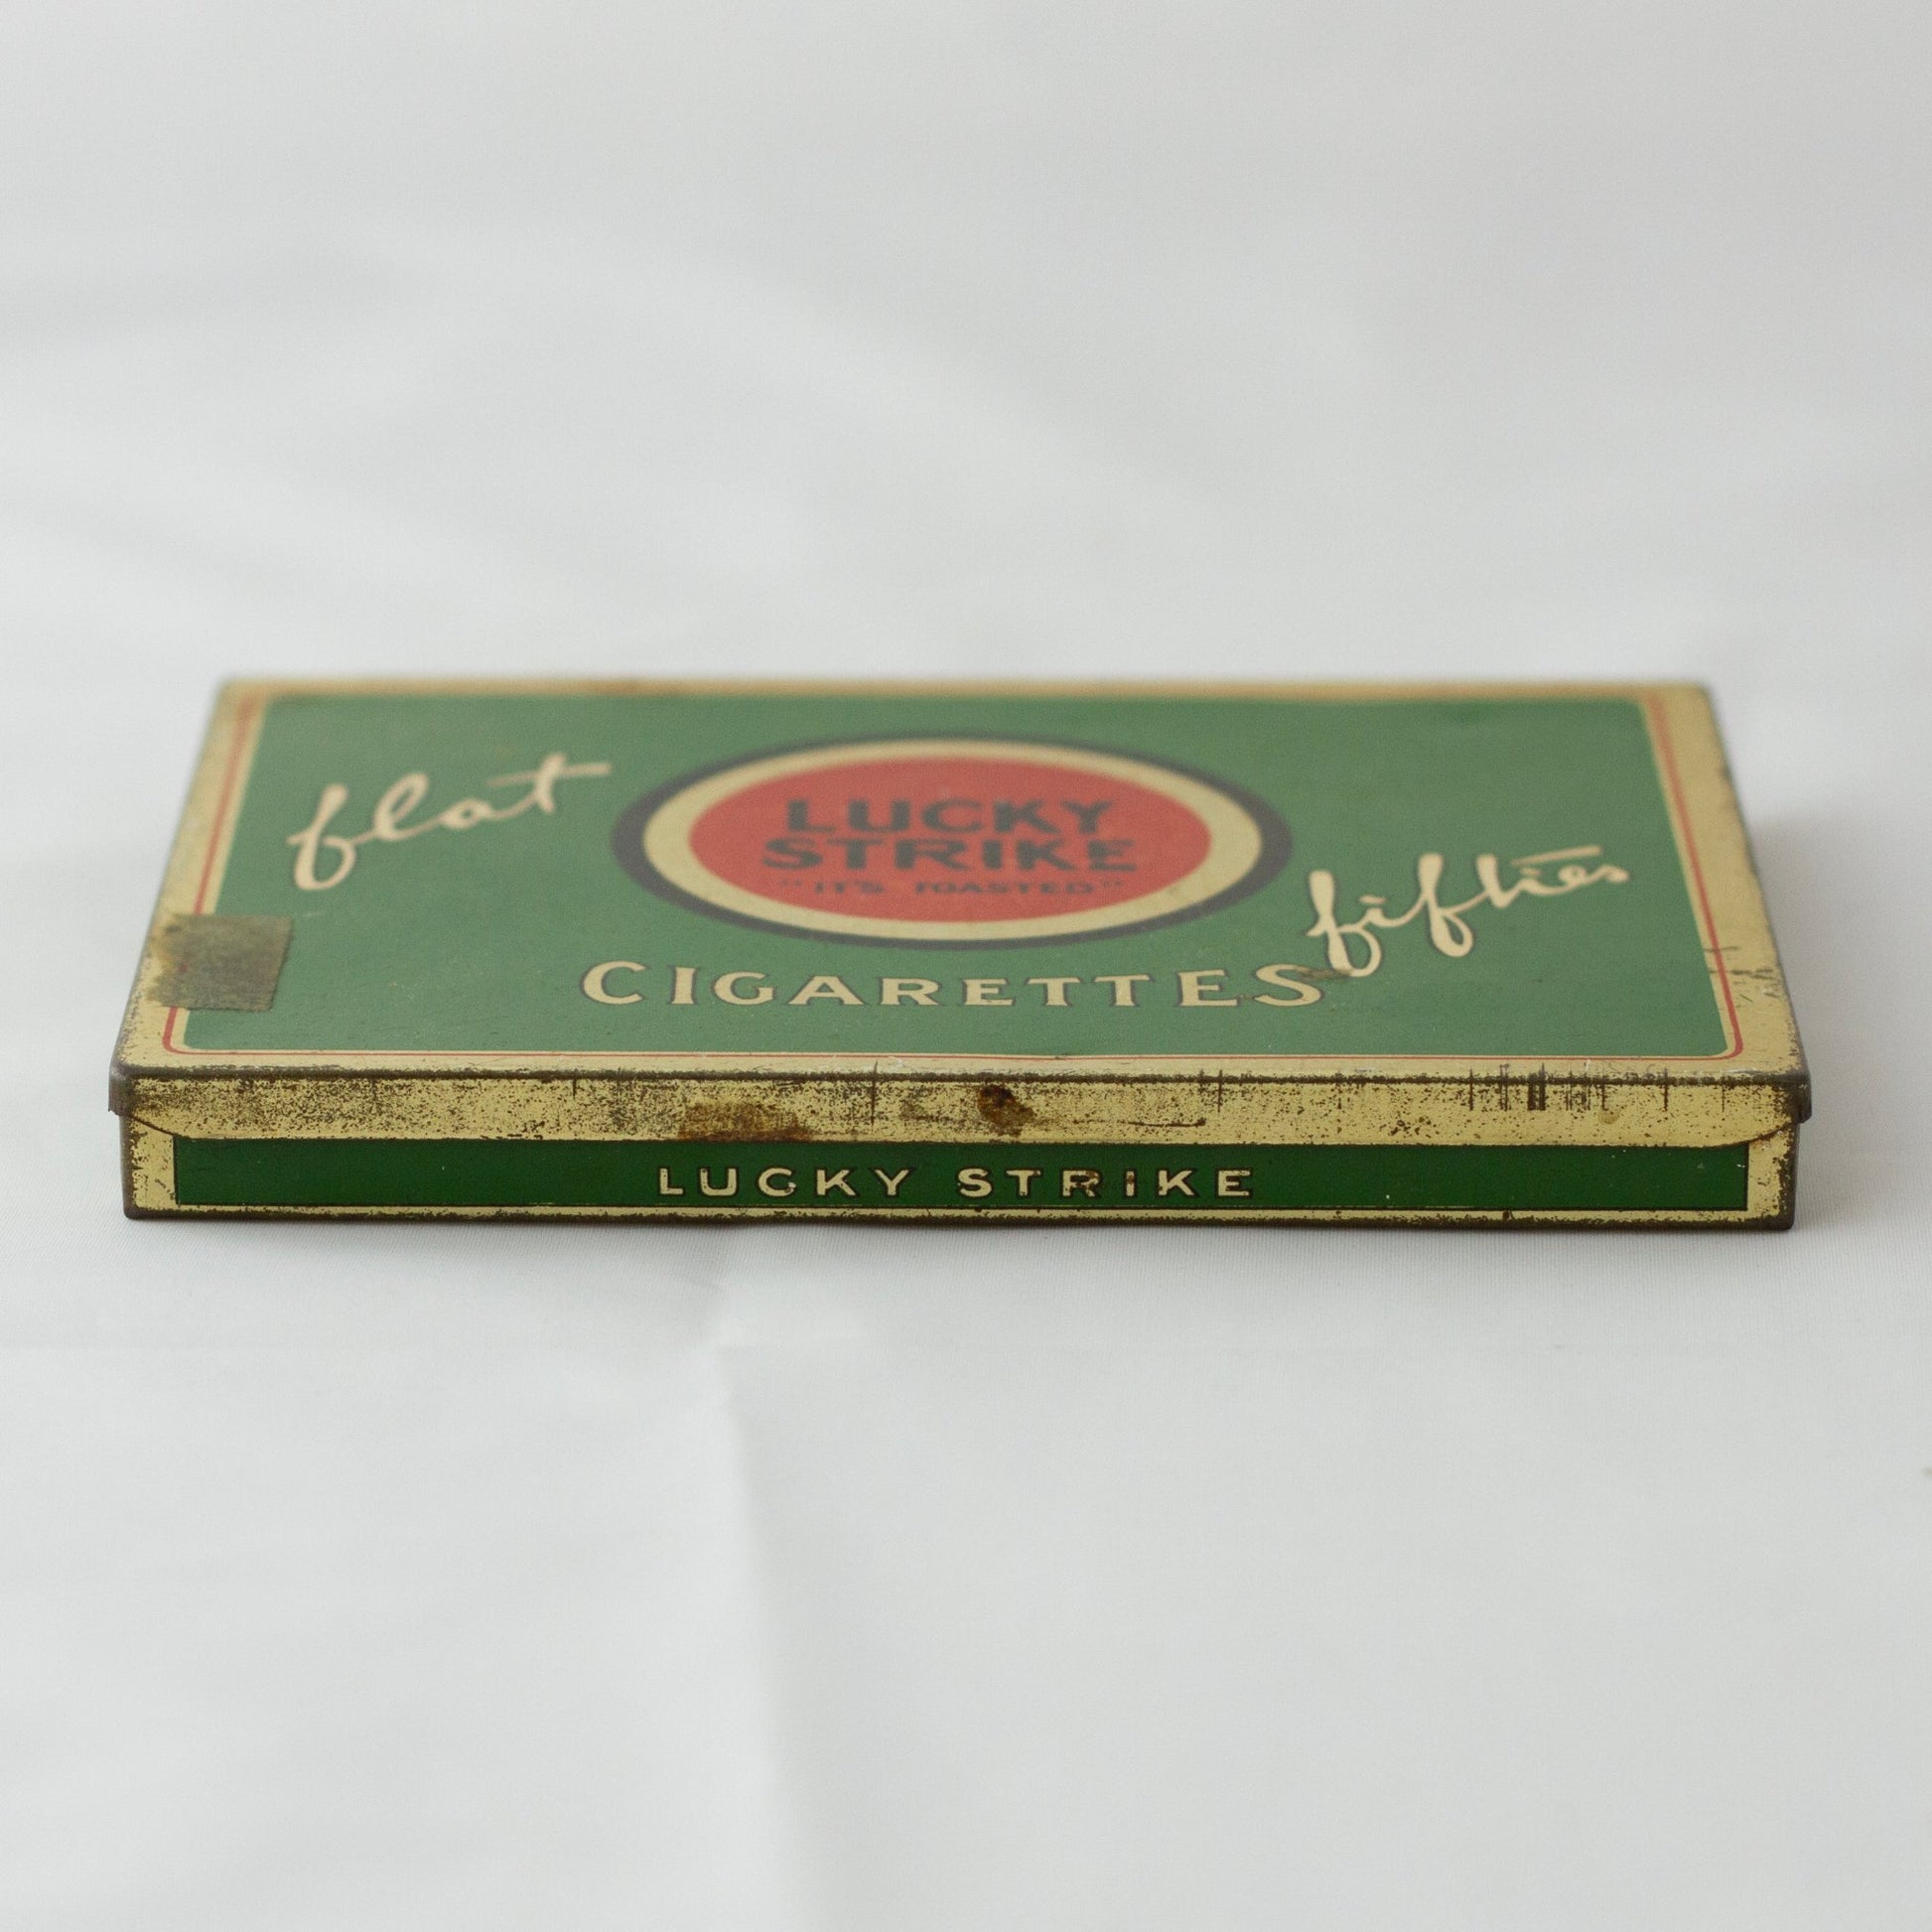 flat
LUCKY
STRIKE
"IT'S TOASTED"
fifties
CIGARETTES
LUCKY STRIKE